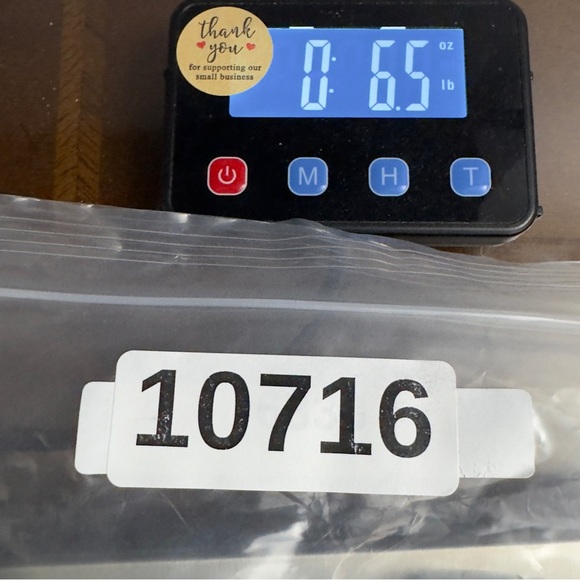 thank
you
for supporting our
small business
0: 6.5 oz
lb
M H T
10716